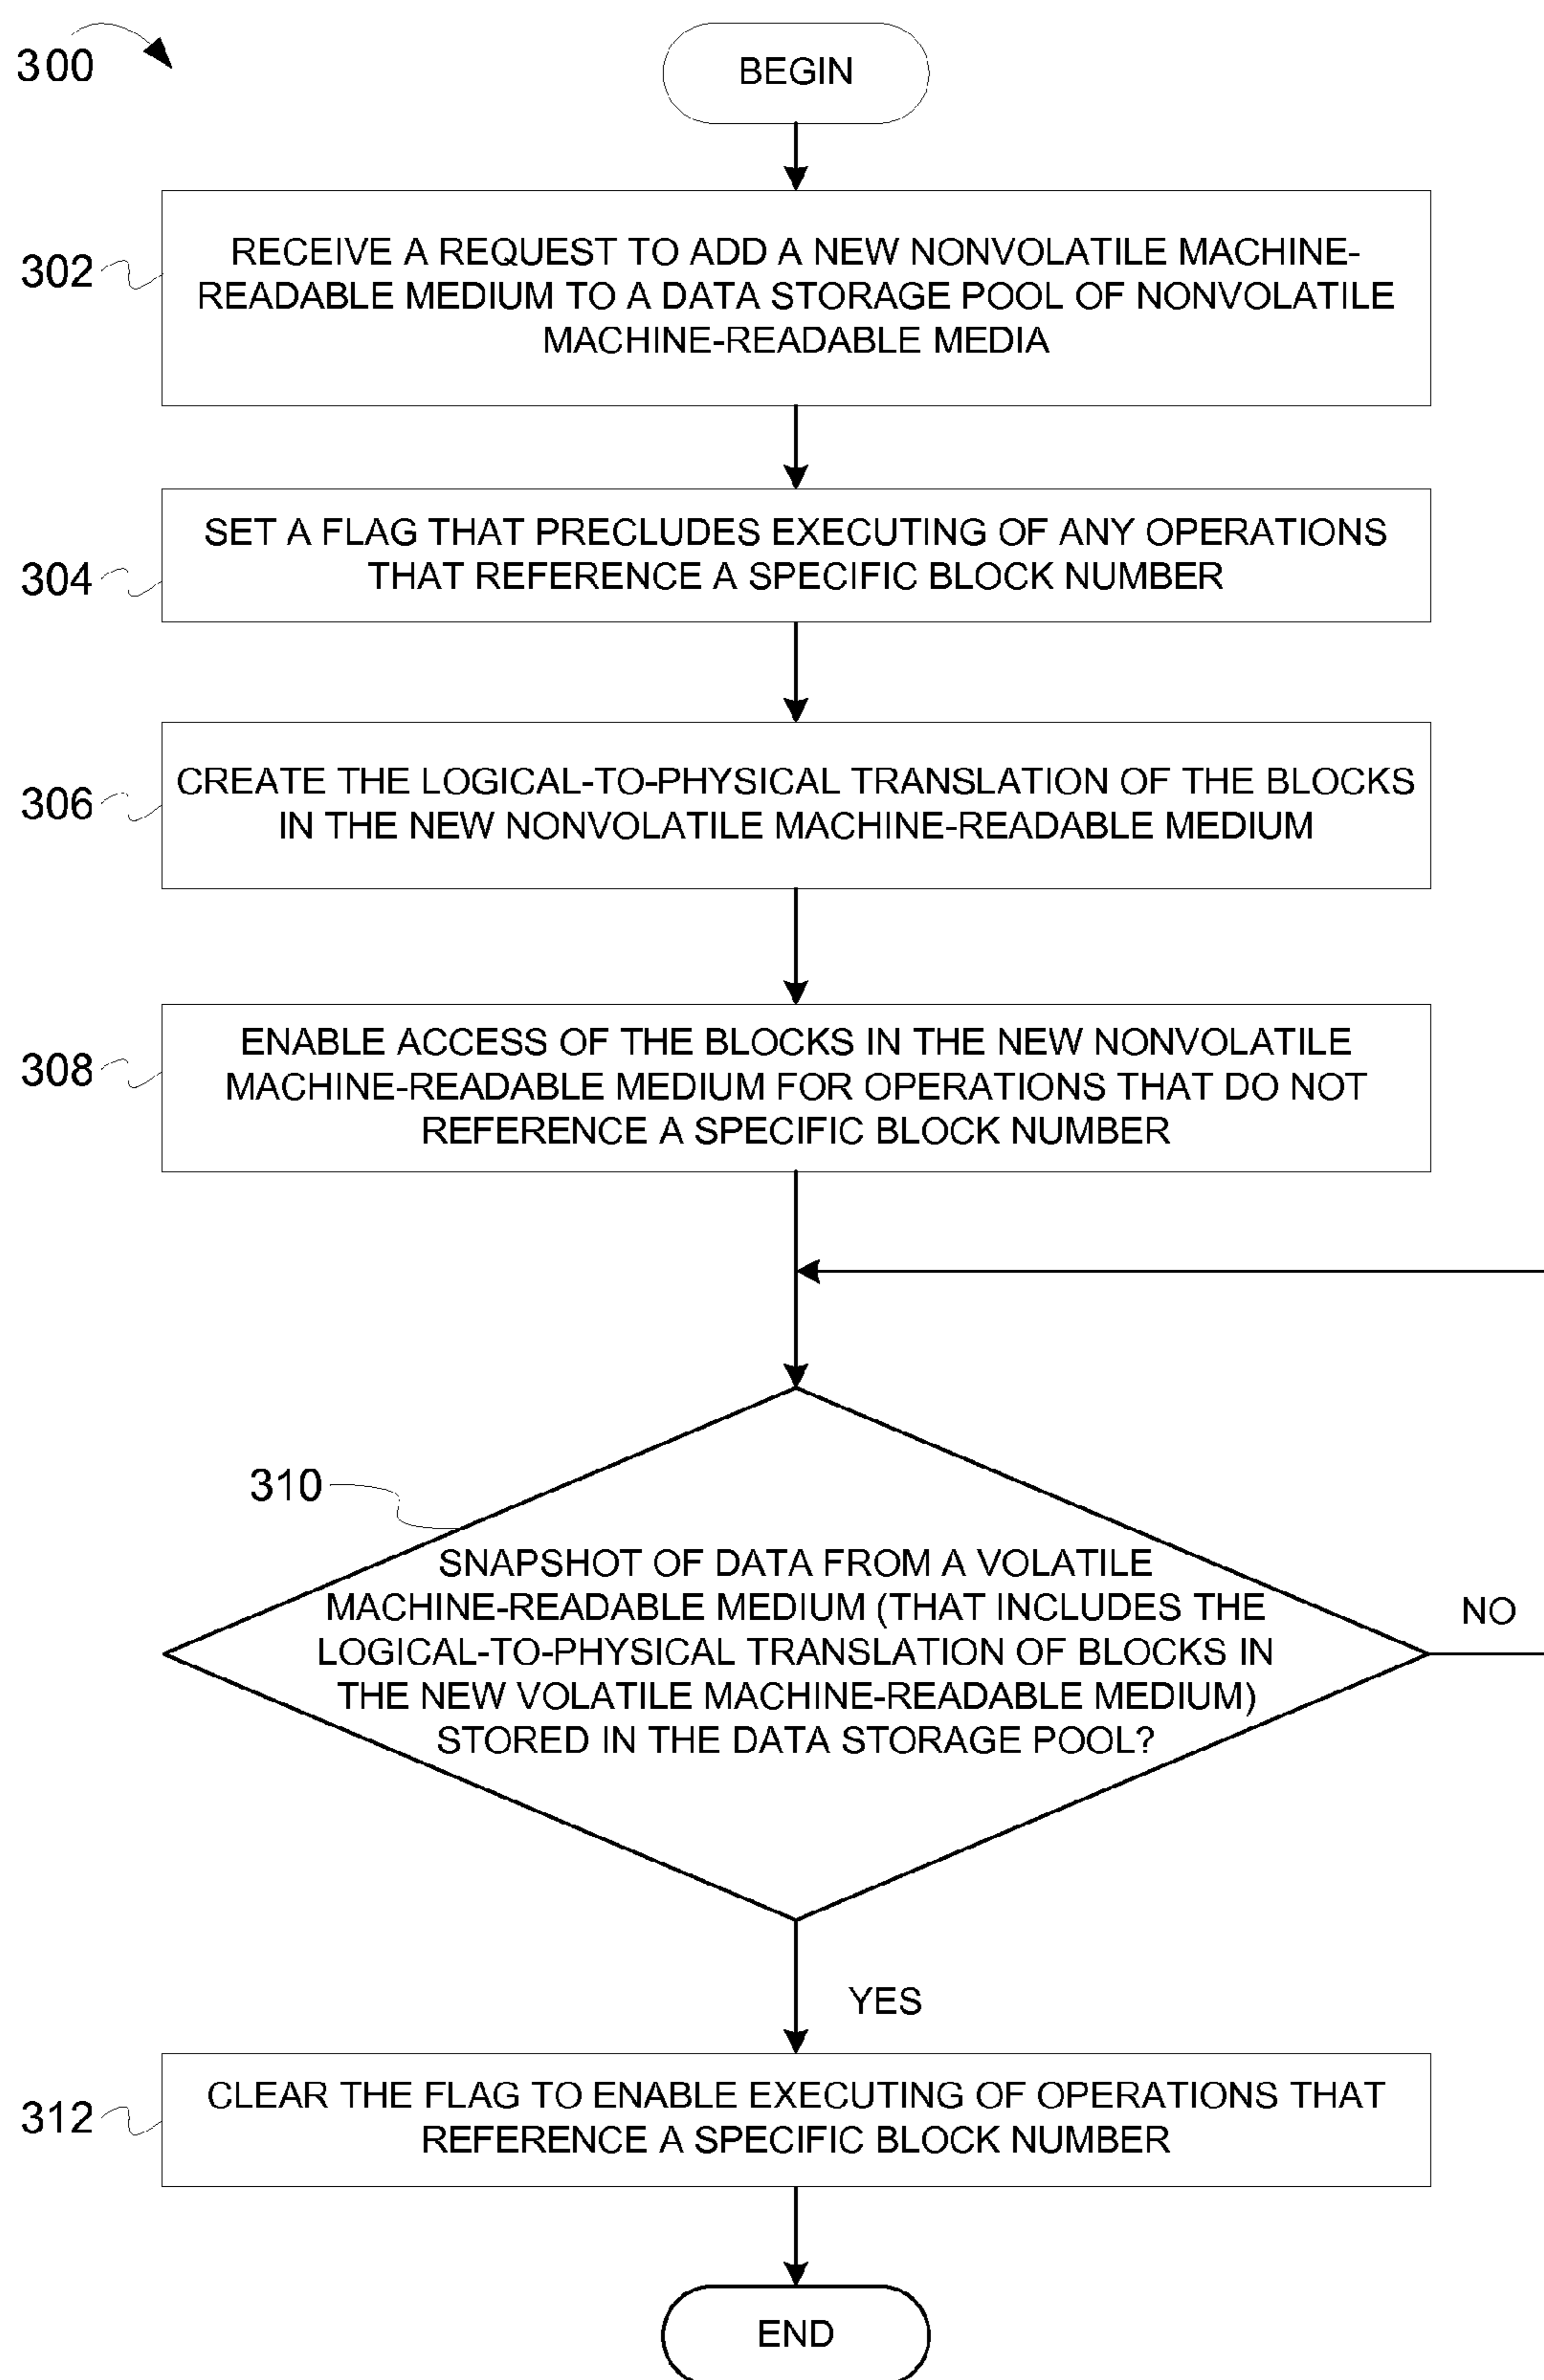 300
BEGIN
302
RECEIVE A REQUEST TO ADD A NEW NONVOLATILE MACHINE-
READABLE MEDIUM TO A DATA STORAGE POOL OF NONVOLATILE
MACHINE-READABLE MEDIA
304
SET A FLAG THAT PRECLUDES EXECUTING OF ANY OPERATIONS
THAT REFERENCE A SPECIFIC BLOCK NUMBER
306
CREATE THE LOGICAL-TO-PHYSICAL TRANSLATION OF THE BLOCKS
IN THE NEW NONVOLATILE MACHINE-READABLE MEDIUM
308
ENABLE ACCESS OF THE BLOCKS IN THE NEW NONVOLATILE
MACHINE-READABLE MEDIUM FOR OPERATIONS THAT DO NOT
REFERENCE A SPECIFIC BLOCK NUMBER
310
SNAPSHOT OF DATA FROM A VOLATILE
MACHINE-READABLE MEDIUM (THAT INCLUDES THE
LOGICAL-TO-PHYSICAL TRANSLATION OF BLOCKS IN
THE NEW VOLATILE MACHINE-READABLE MEDIUM)
STORED IN THE DATA STORAGE POOL?
NO
YES
312
CLEAR THE FLAG TO ENABLE EXECUTING OF OPERATIONS THAT
REFERENCE A SPECIFIC BLOCK NUMBER
END